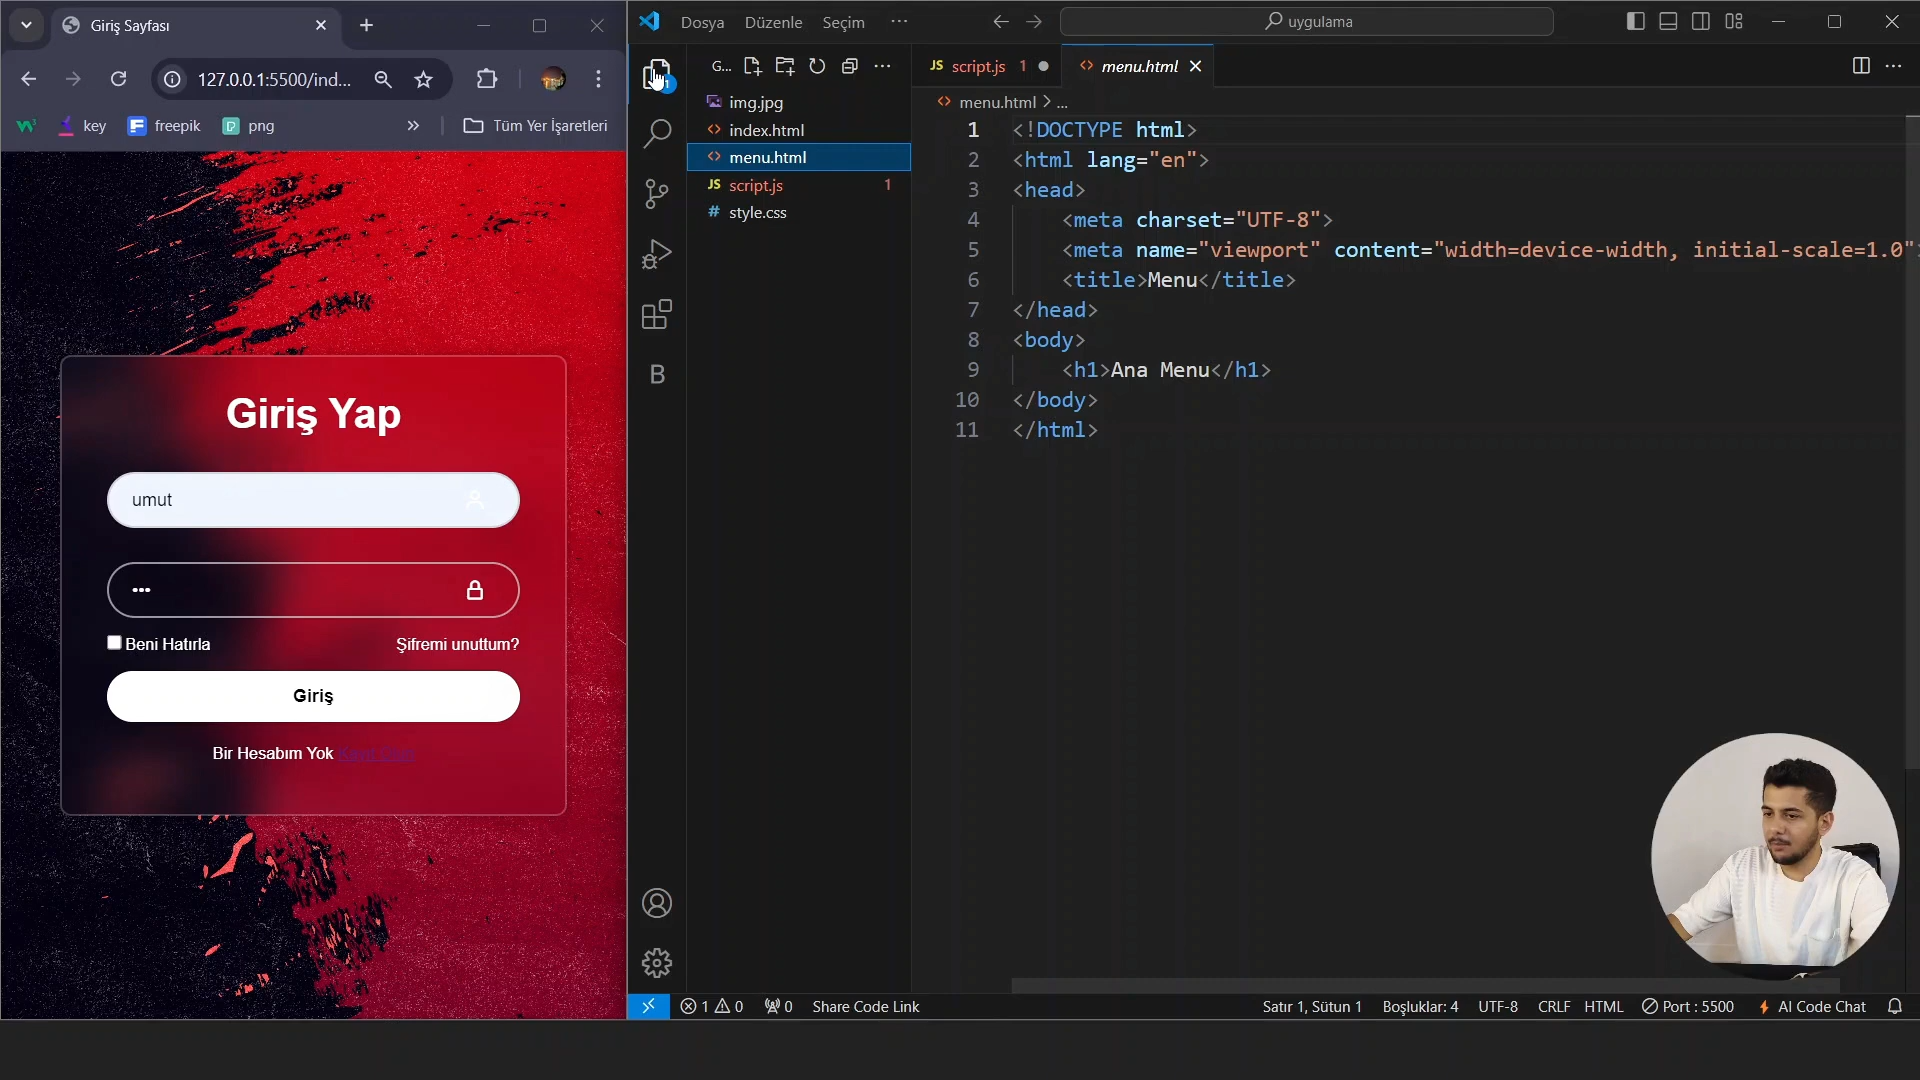 Giriş Sayfası
127.0.0.1:5500/ind...
key
freepik
png
Tüm Yer İşaretleri
Giriş Yap
umut
•••
Beni Hatırla
Şifremi unuttum?
Giriş
Bir Hesabım Yok
Dosya Düzenle Seçim ···
uygulama
G...
img.jpg
index.html
menu.html
script.js 1
style.css
1
B
JS script.js 1
menu.html
menu.html > ...
1 <!DOCTYPE html>
2 <html lang="en">
3 <head>
4 <meta charset="UTF-8">
5 <meta name="viewport" content="width=device-width, initial-scale=1.0"
6 <title>Menu</title>
7 </head>
8 <body>
9 <h1>Ana Menu</h1>
10 </body>
11 </html>
1 0
0
Share Code Link
Satır 1, Sütun 1
Boşluklar: 4
UTF-8
CRLF
HTML
Port : 5500
AI Code Chat